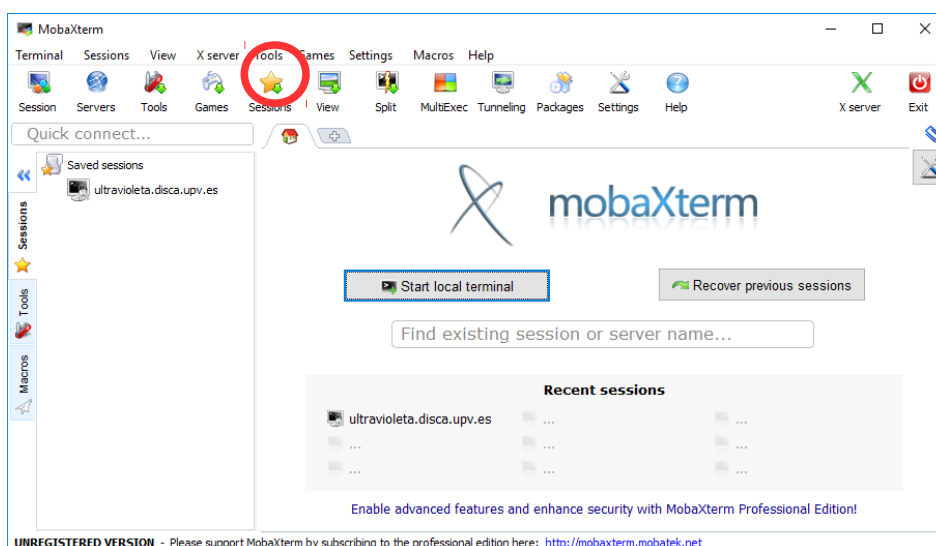 MobaXterm
Terminal Sessions View X server Tools Games Settings Macros Help
Session Servers Tools Games Sessions View Split MultiExec Tunneling Packages Settings Help X server Exit
Quick connect...
Saved sessions
ultravioleta.disca.upv.es
Sessions
Tools
Macros
mobaXterm
Start local terminal
Recover previous sessions
Find existing session or server name...
Recent sessions
ultravioleta.disca.upv.es ... ...
... ... ...
... ... ...
Enable advanced features and enhance security with MobaXterm Professional Edition!
UNREGISTERED VERSION - Please support MobaXterm by subscribing to the professional edition here: http://mobaxterm.mobatek.net